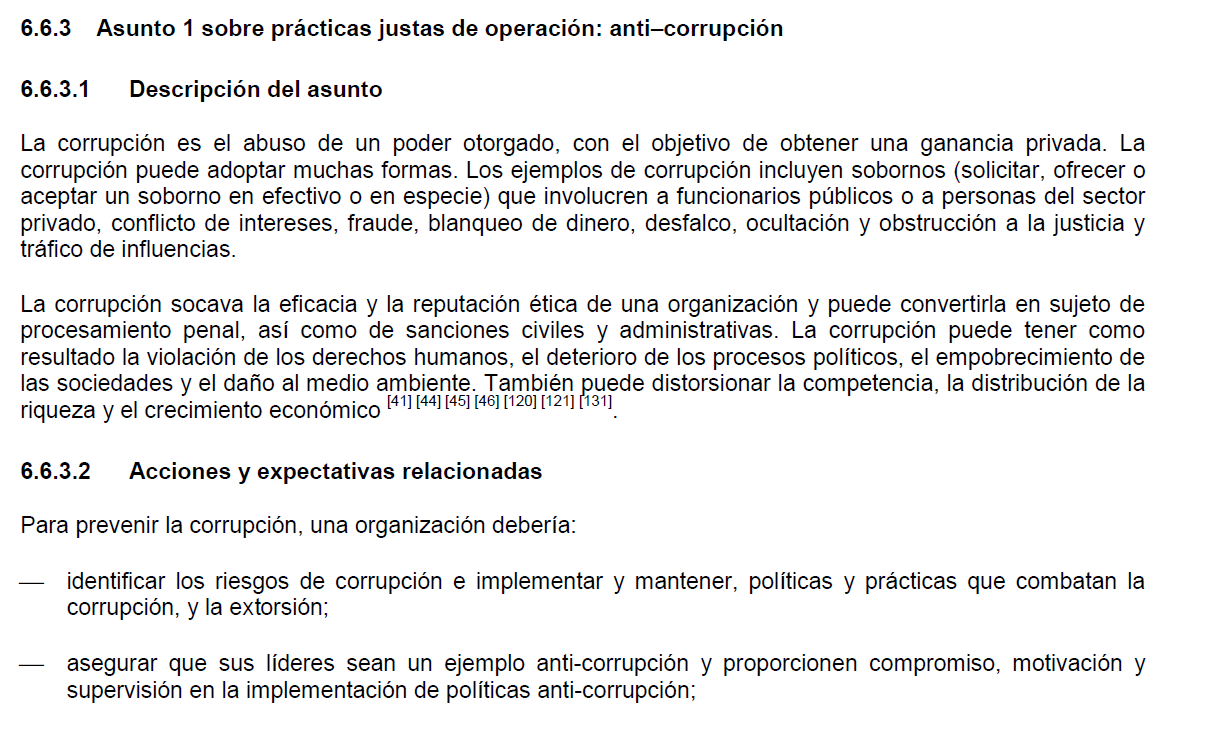 6.6.3 Asunto 1 sobre prácticas justas de operación: anti–corrupción
6.6.3.1 Descripción del asunto
La corrupción es el abuso de un poder otorgado, con el objetivo de obtener una ganancia privada. La
corrupción puede adoptar muchas formas. Los ejemplos de corrupción incluyen sobornos (solicitar, ofrecer o
aceptar un soborno en efectivo o en especie) que involucren a funcionarios públicos o a personas del sector
privado, conflicto de intereses, fraude, blanqueo de dinero, desfalco, ocultación y obstrucción a la justicia y
tráfico de influencias.
La corrupción socava la eficacia y la reputación ética de una organización y puede convertirla en sujeto de
procesamiento penal, así como de sanciones civiles y administrativas. La corrupción puede tener como
resultado la violación de los derechos humanos, el deterioro de los procesos políticos, el empobrecimiento de
las sociedades y el daño al medio ambiente. También puede distorsionar la competencia, la distribución de la
riqueza y el crecimiento económico [41] [44] [45] [46] [120] [121] [131].
6.6.3.2 Acciones y expectativas relacionadas
Para prevenir la corrupción, una organización debería:
— identificar los riesgos de corrupción e implementar y mantener, políticas y prácticas que combatan la
corrupción, y la extorsión;
— asegurar que sus líderes sean un ejemplo anti-corrupción y proporcionen compromiso, motivación y
supervisión en la implementación de políticas anti-corrupción;